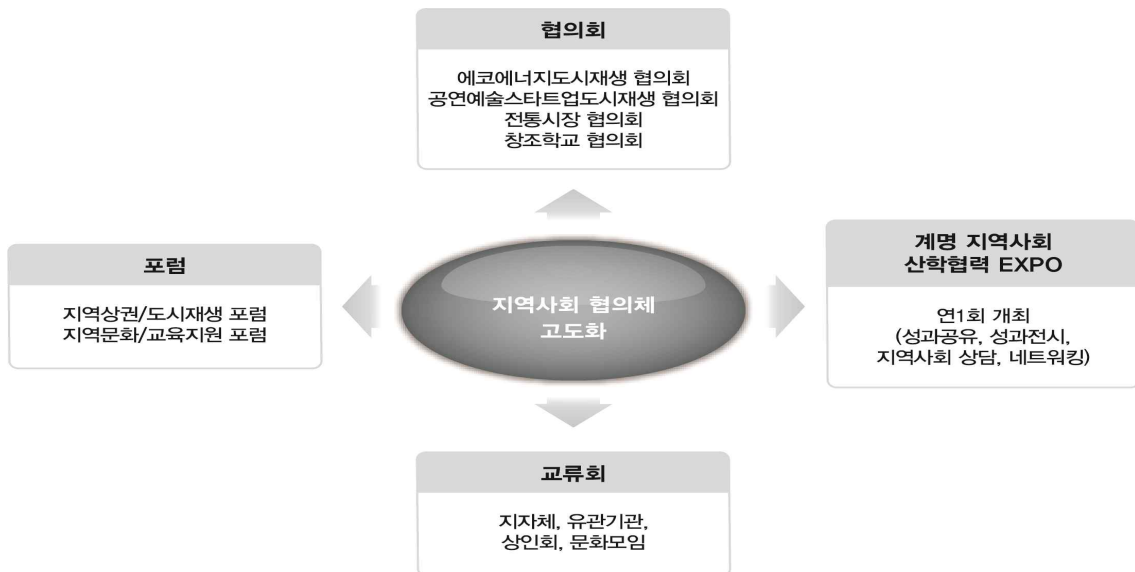 협의회
에코에너지도시재생 협의회
공연예술스타트업도시재생 협의회
전통시장 협의회
창조학교 협의회
포럼
지역상권/도시재생 포럼
지역문화/교육지원 포럼
지역사회 협의체
고도화
계명 지역사회
산학협력 EXPO
연1회 개최
(성과공유, 성과전시,
지역사회 상담, 네트워킹)
교류회
지자체, 유관기관,
상인회, 문화모임